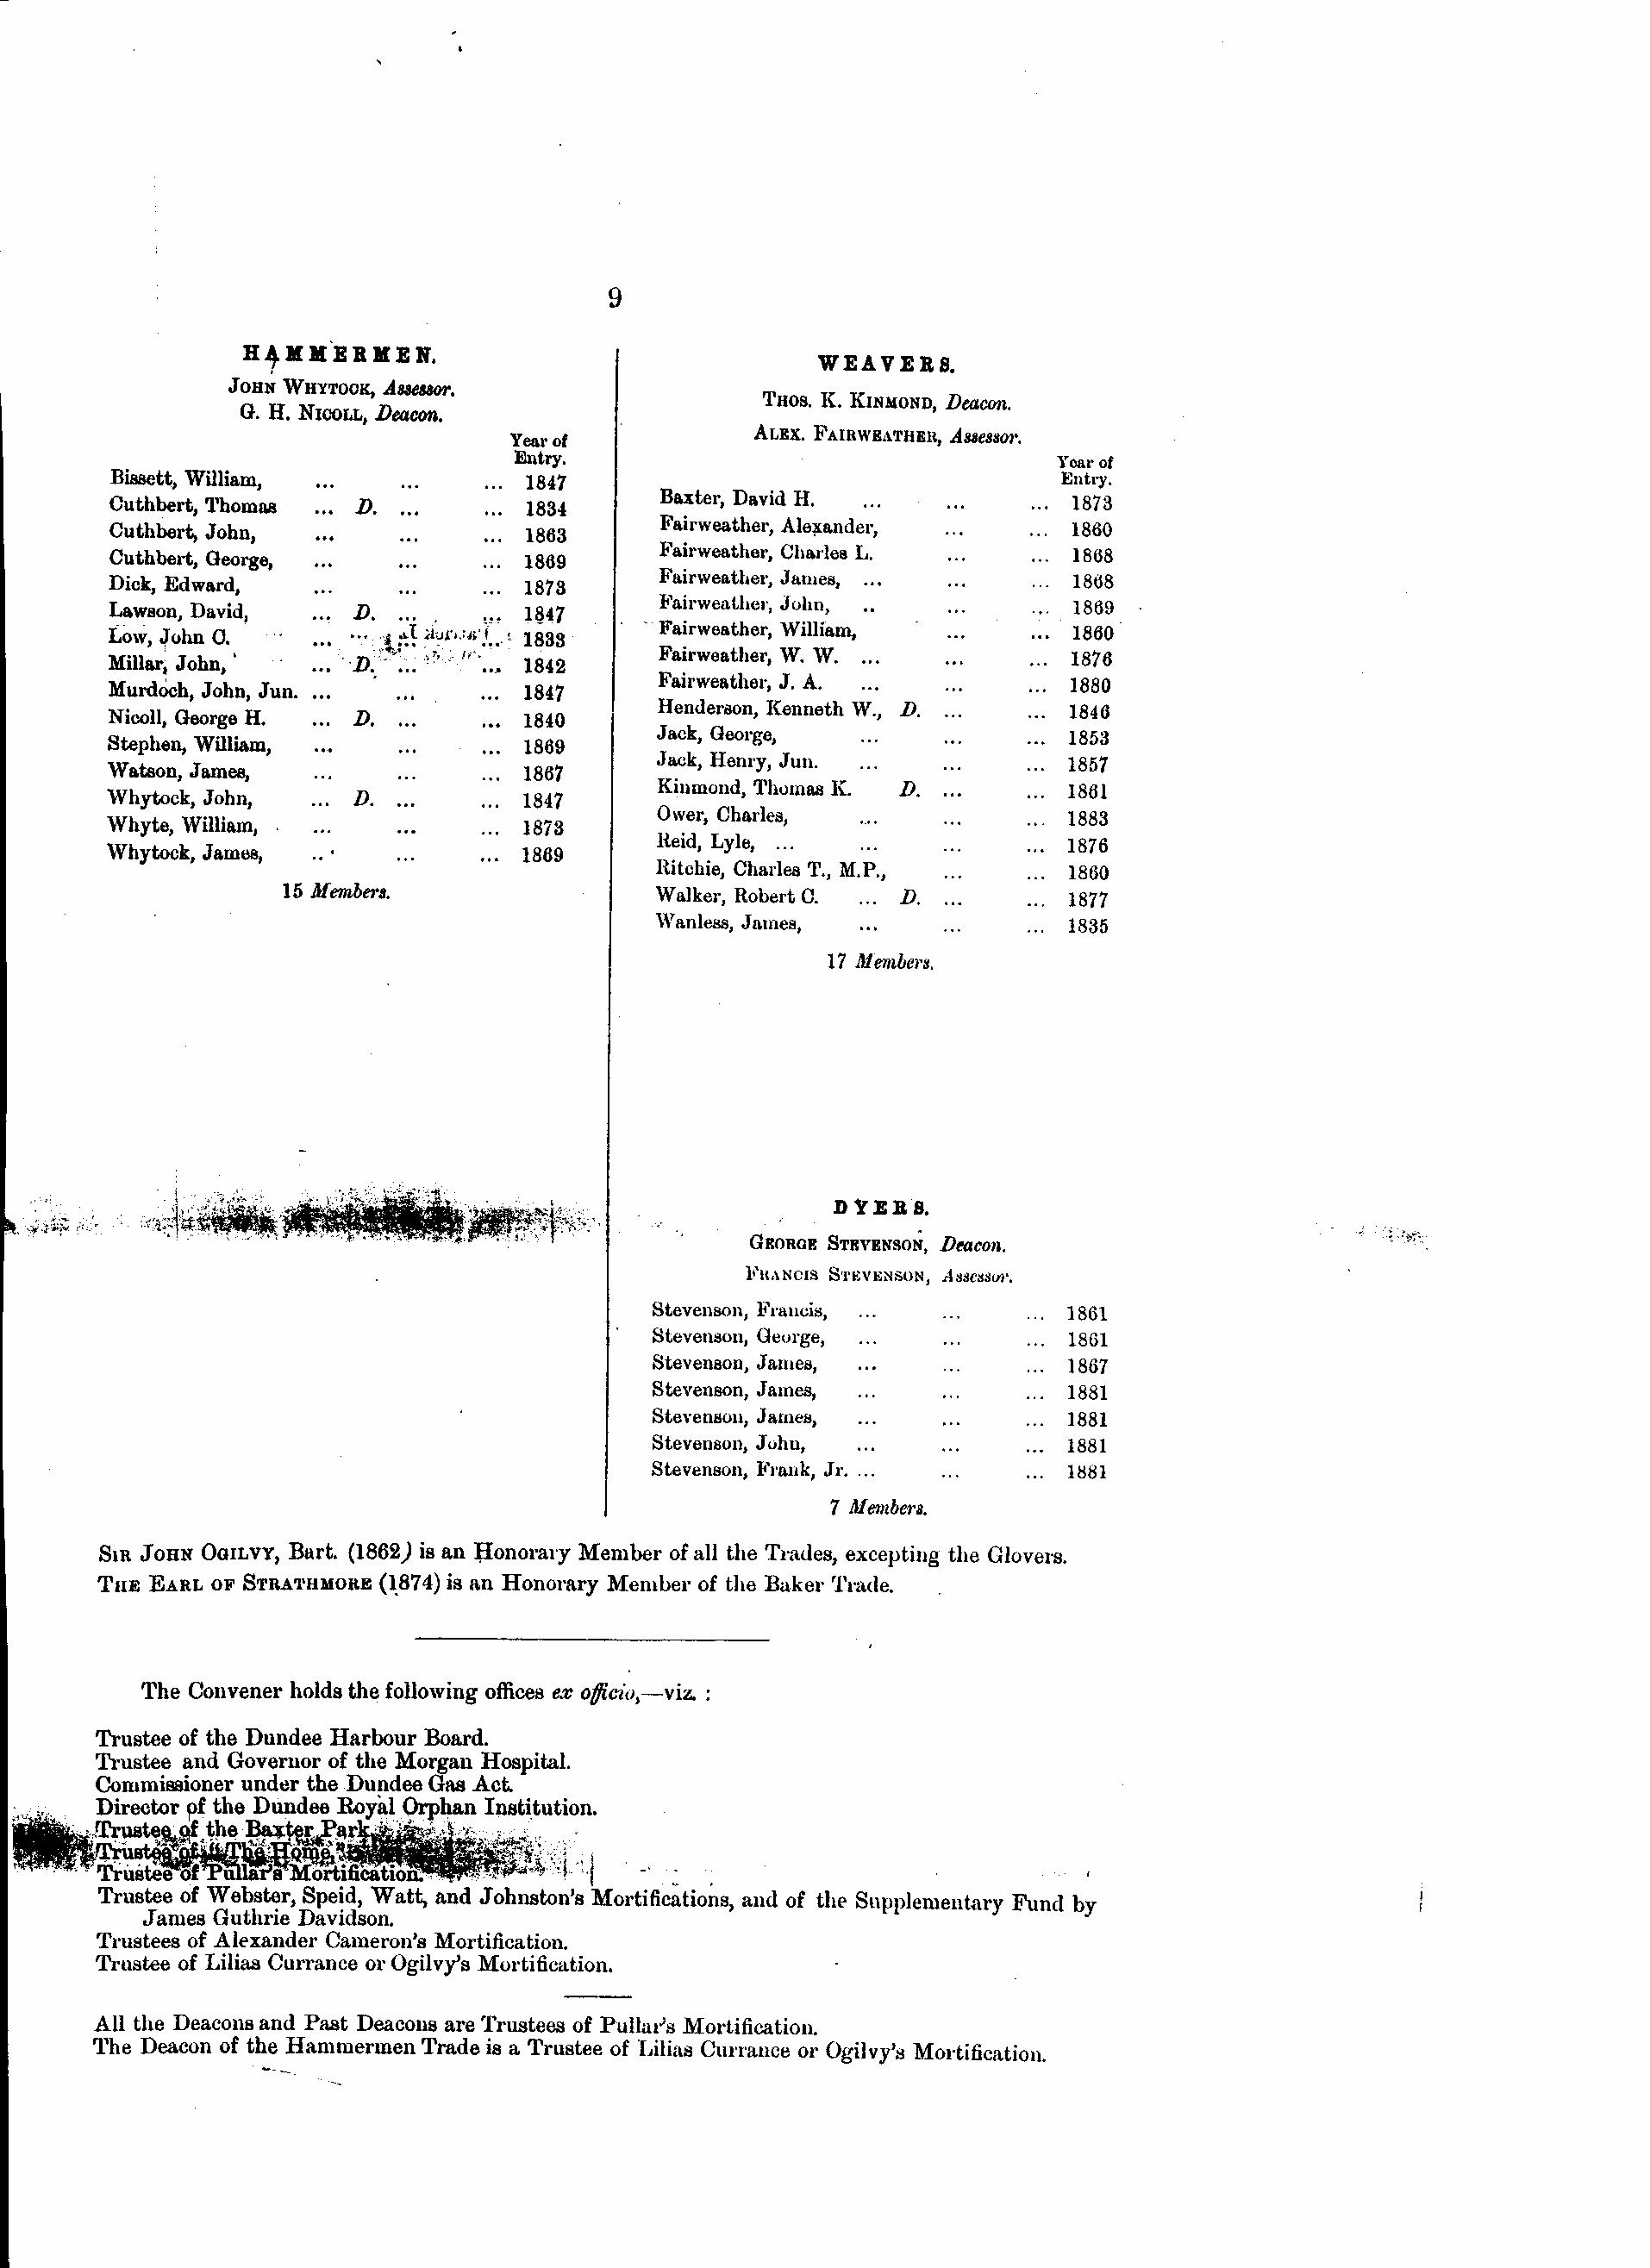 9
HAMMERMEN.
JOHN WHYTOCK, Assessor.
G. H. NICOLL, Deacon.
Year of
Entry.
Bissett, William, ... ... ... 1847
Cuthbert, Thomas ... D. ... ... 1834
Cuthbert, John, ... ... ... 1863
Cuthbert, George, ... ... ... 1869
Dick, Edward, ... ... ... 1873
Lawson, David, ... D. ... ... 1847
Low, John C. ... ... ... ... 1833
Millar, John, ... D. ... ... 1842
Murdoch, John, Jun. ... ... ... 1847
Nicoll, George H. ... D. ... ... 1840
Stephen, William, ... ... ... 1869
Watson, James, ... ... ... 1867
Whytock, John, ... D. ... ... 1847
Whyte, William, ... ... ... 1873
Whytock, James, ... ... ... 1869
15 Members.
WEAVERS.
THOS. K. KINMOND, Deacon.
ALEX. FAIRWEATHER, Assessor.
Year of
Entry.
Baxter, David H. ... ... ... 1873
Fairweather, Alexander, ... ... 1860
Fairweather, Charles L. ... ... 1868
Fairweather, James, ... ... ... 1868
Fairweather, John, .. ... ... 1869
Fairweather, William, ... ... 1860
Fairweather, W. W. ... ... ... 1876
Fairweather, J. A. ... ... ... 1880
Henderson, Kenneth W., D. ... ... 1846
Jack, George, ... ... ... 1853
Jack, Henry, Jun. ... ... ... 1857
Kinmond, Thomas K. D. ... ... 1861
Ower, Charles, ... ... ... 1883
Reid, Lyle, ... ... ... ... 1876
Ritchie, Charles T., M.P., ... ... 1860
Walker, Robert C. ... D. ... ... 1877
Wanless, James, ... ... ... 1835
17 Members.
DYERS.
GEORGE STEVENSON, Deacon.
FRANCIS STEVENSON, Assessor.
Stevenson, Francis, ... ... ... 1861
Stevenson, George, ... ... ... 1861
Stevenson, James, ... ... ... 1867
Stevenson, James, ... ... ... 1881
Stevenson, James, ... ... ... 1881
Stevenson, John, ... ... ... 1881
Stevenson, Frank, Jr. ... ... ... 1881
7 Members.
SIR JOHN OGILVY, Bart. (1862) is an Honorary Member of all the Trades, excepting the Glovers.
THE EARL OF STRATHMORE (1874) is an Honorary Member of the Baker Trade.
The Convener holds the following offices ex officio,—viz. :
Trustee of the Dundee Harbour Board.
Trustee and Governor of the Morgan Hospital.
Commissioner under the Dundee Gas Act.
Director of the Dundee Royal Orphan Institution.
Trustee of the Baxter Park.
Trustee of "The Home,"
Trustee of Pullar's Mortification.
Trustee of Webster, Speid, Watt, and Johnston's Mortifications, and of the Supplementary Fund by
James Guthrie Davidson.
Trustees of Alexander Cameron's Mortification.
Trustee of Lilias Currance or Ogilvy's Mortification.
All the Deacons and Past Deacons are Trustees of Pullar's Mortification.
The Deacon of the Hammermen Trade is a Trustee of Lilias Currance or Ogilvy's Mortification.